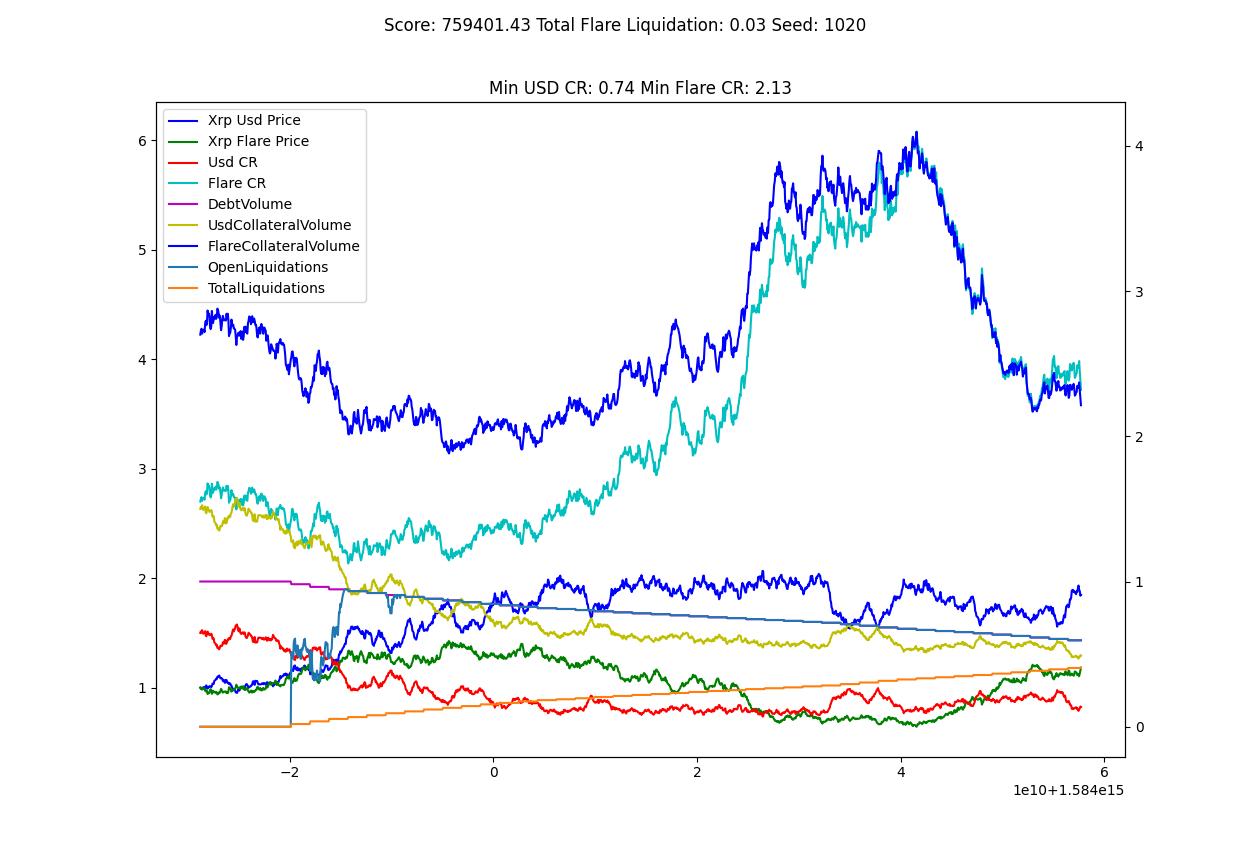 Score: 759401.43 Total Flare Liquidation: 0.03 Seed: 1020
Min USD CR: 0.74 Min Flare CR: 2.13
Xrp Usd Price
Xrp Flare Price
Usd CR
Flare CR
DebtVolume
UsdCollateralVolume
FlareCollateralVolume
OpenLiquidations
TotalLiquidations
6
5
4
3
2
1
4
3
2
1
0
−2
0
2
4
6
1e10+1.584e15